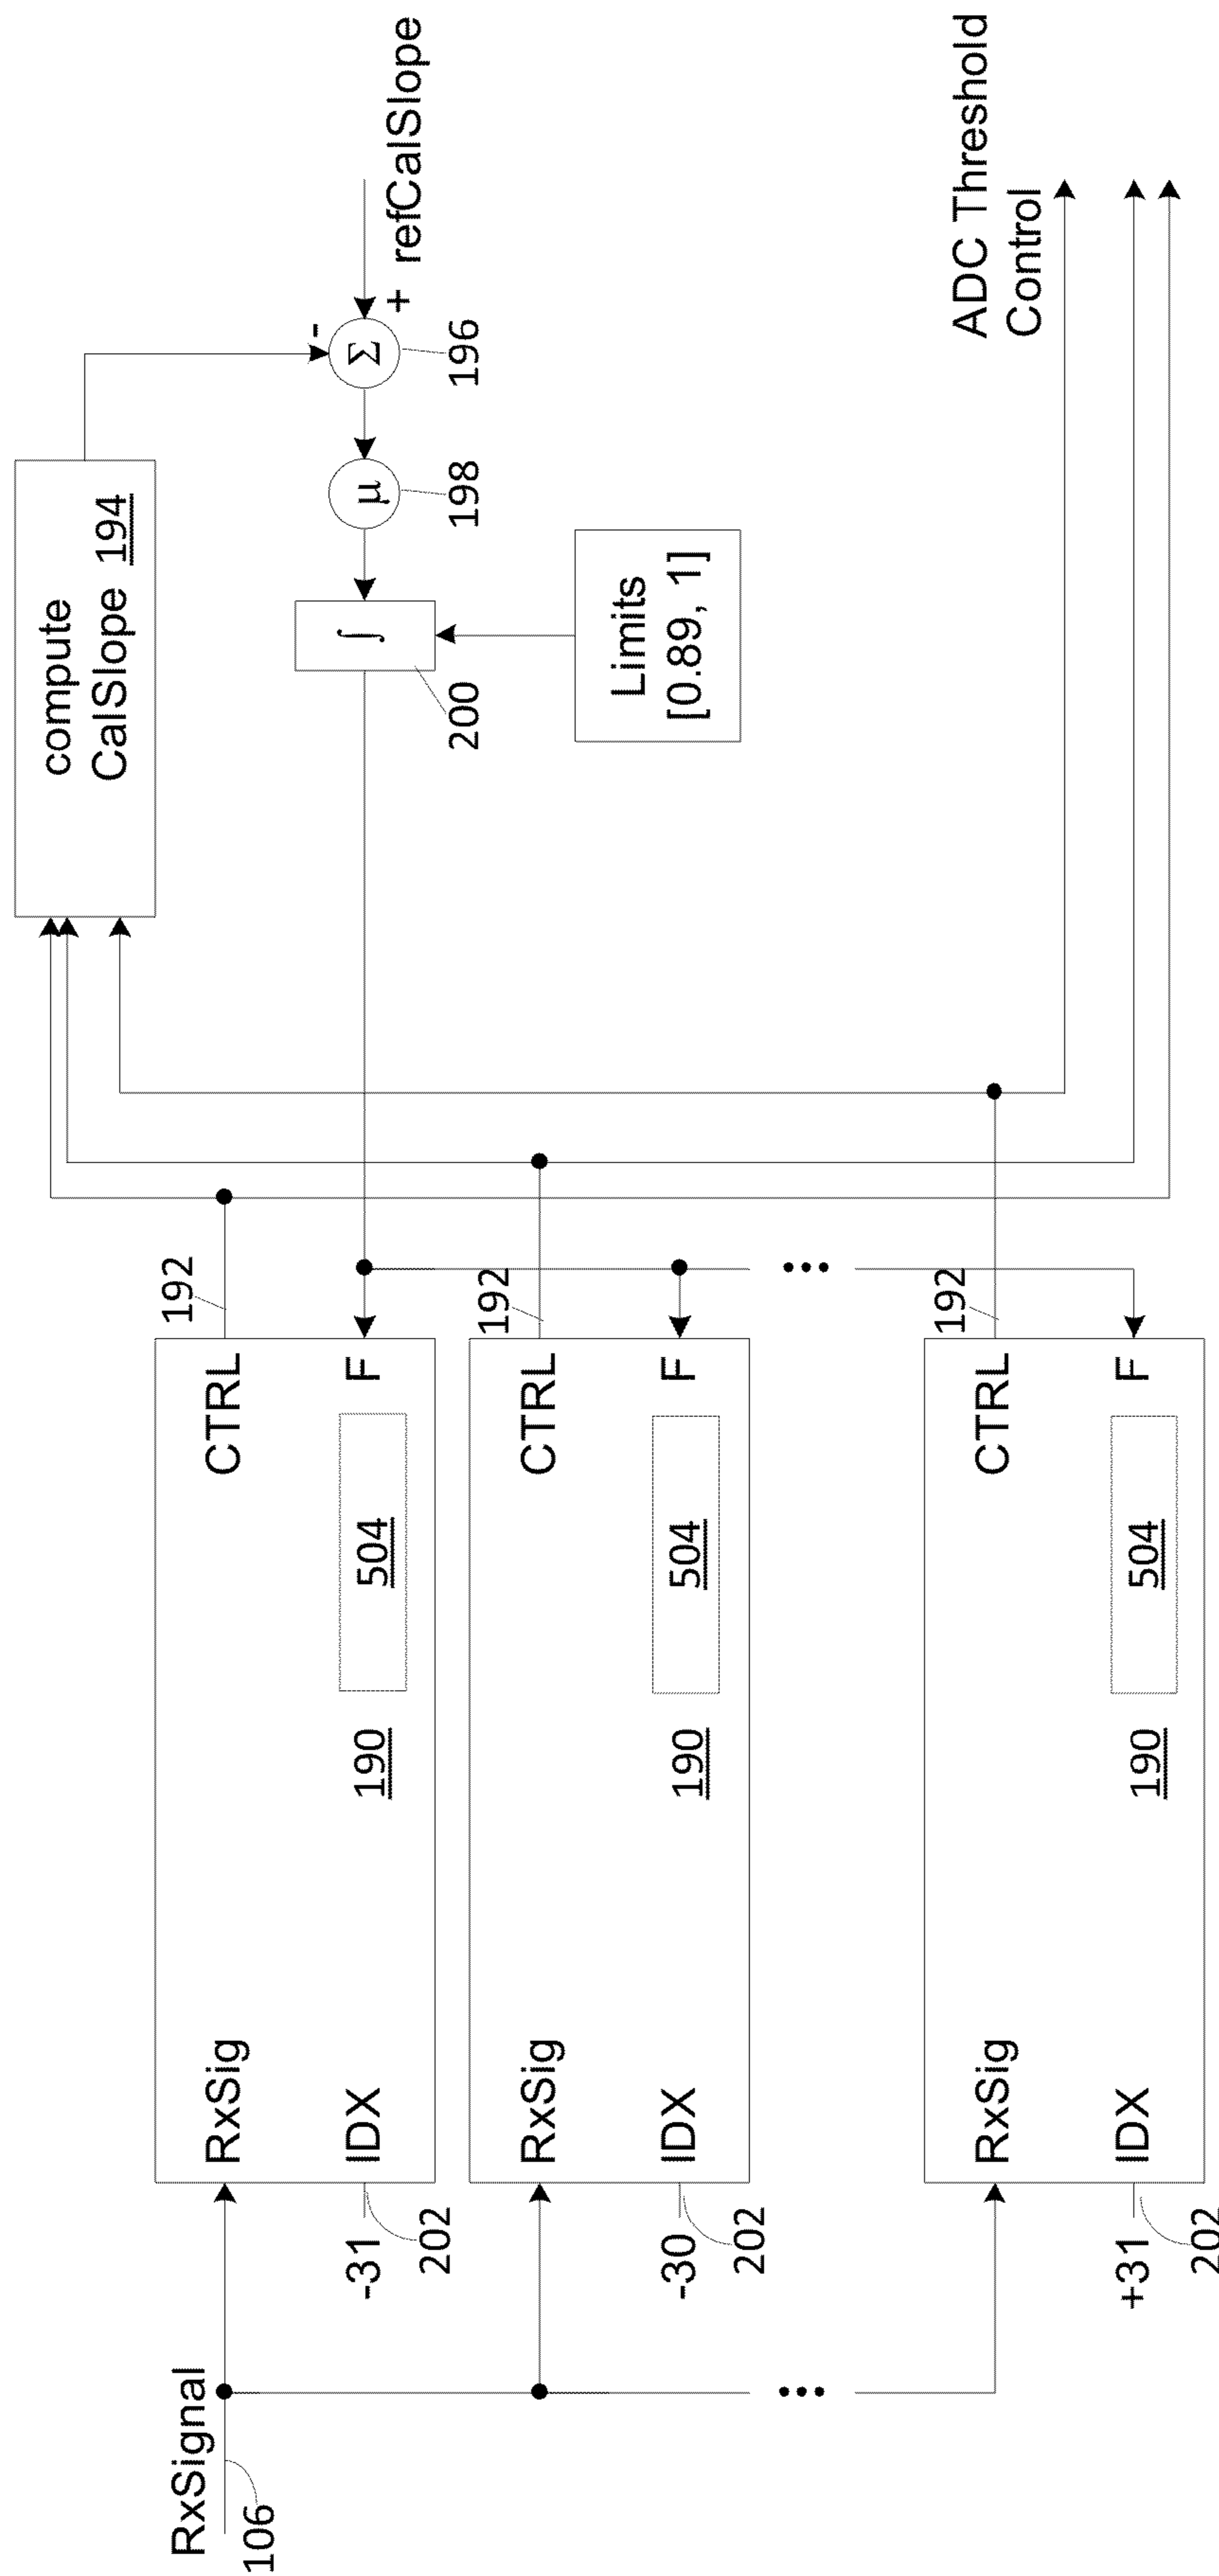 RxSignal
106
RxSig
CTRL
192
IDX
504
F
190
-31
202
RxSig
CTRL
192
IDX
504
F
190
-30
202
•••
•••
RxSig
CTRL
192
IDX
504
F
190
+31
202
compute
CalSlope 194
-
Σ
+
refCalSlope
196
μ
198
∫
200
Limits
[0.89, 1]
ADC Threshold
Control